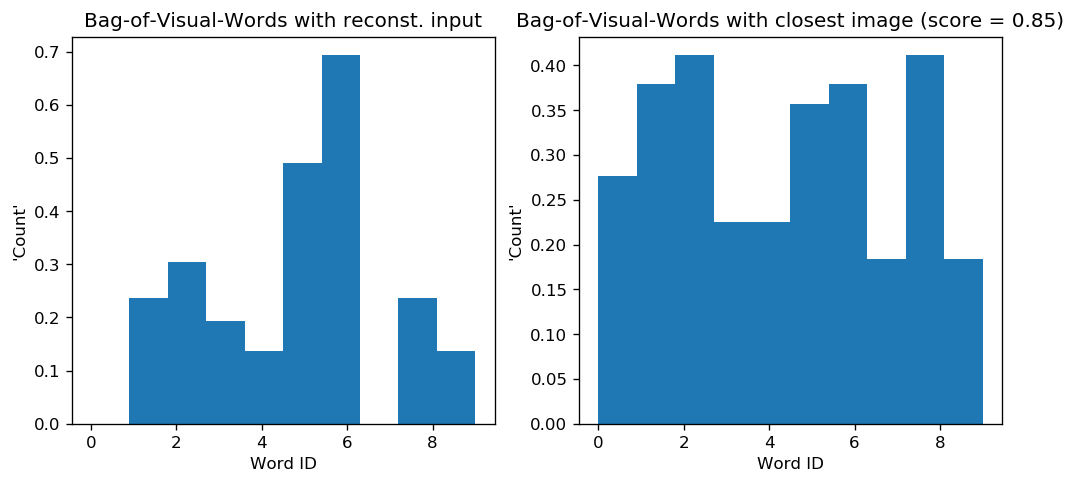 Bag-of-Visual-Words with reconst. input
0.7
0.6
0.5
0.4
0.3
0.2
0.1
0.0
'Count'
0 2 4 6 8
Word ID
Bag-of-Visual-Words with closest image (score = 0.85)
0.40
0.35
0.30
0.25
0.20
0.15
0.10
0.05
0.00
'Count'
0 2 4 6 8
Word ID